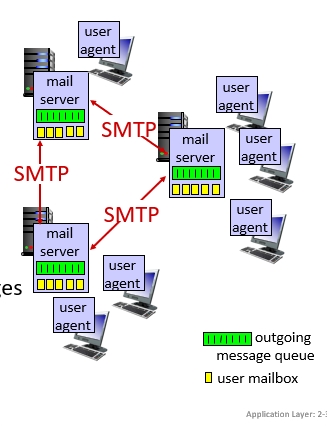 user
agent
mail
server
SMTP
user
agent
mail
server
user
agent
SMTP
SMTP
user
agent
mail
server
user
agent
ges
user
agent
outgoing
message queue
user mailbox
Application Layer: 2-3